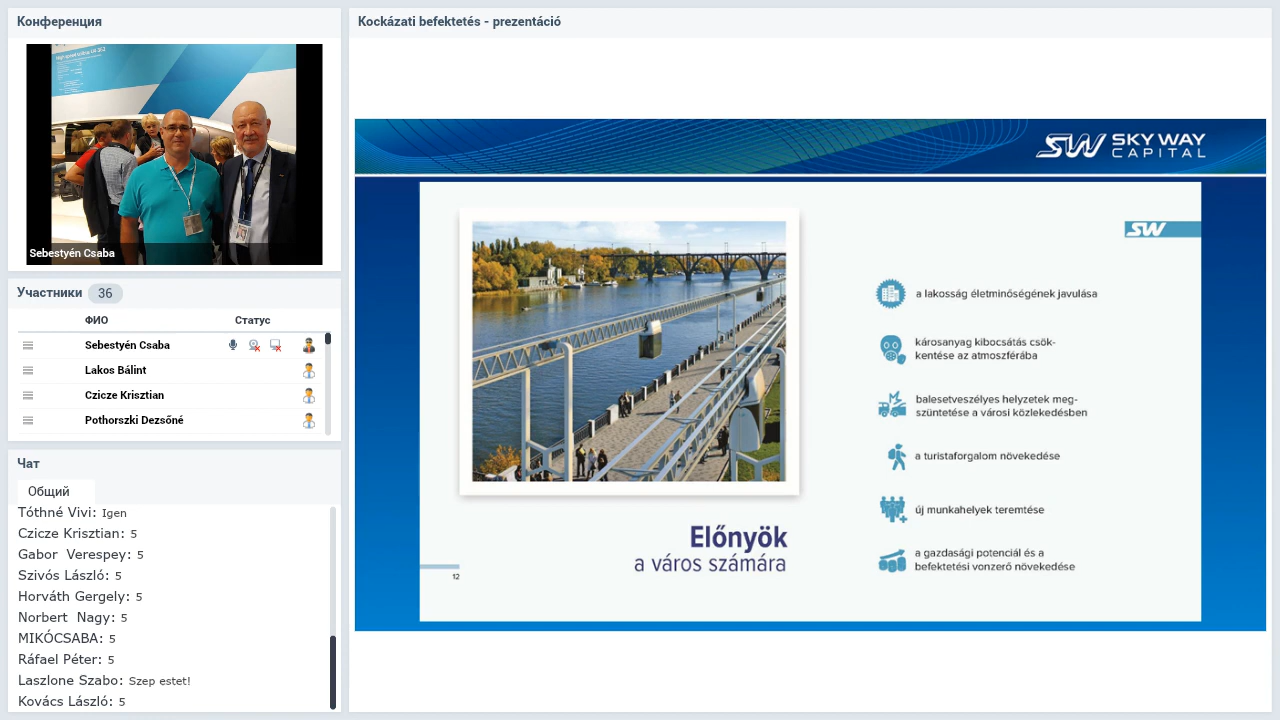 Конференция
Sebestyén Csaba
Участники 36
ФИО Статус
Sebestyén Csaba
Lakos Bálint
Czicze Krisztian
Pothorszki Dezsőné
Чат
Общий
Tóthné Vivi: Igen
Czicze Krisztian: 5
Gabor Verespey: 5
Szivós László: 5
Horváth Gergely: 5
Norbert Nagy: 5
MIKÓCSABA: 5
Ráfael Péter: 5
Laszlone Szabo: Szep estet!
Kovács László: 5
Kockázati befektetés - prezentáció
SW SKY WAY
CAPITAL
SW
a lakosság életminőségének javulása
károsanyag kibocsátás csök-
kentése az atmoszférába
balesetveszélyes helyzetek meg-
szüntetése a városi közlekedésben
a turistaforgalom növekedése
új munkahelyek teremtése
a gazdasági potenciál és a
befektetési vonzerő növekedése
Előnyök
a város számára
12